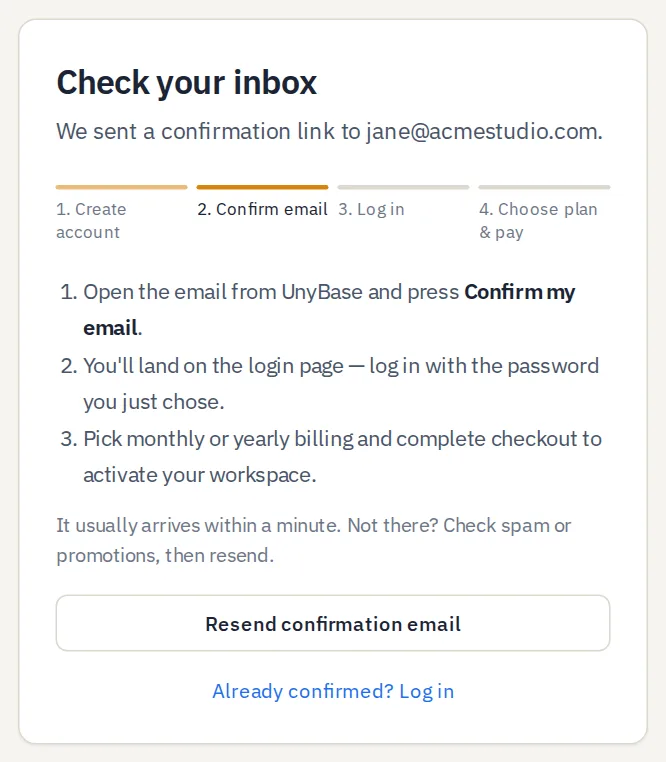 Check your inbox
We sent a confirmation link to jane@acmestudio.com.
1. Create
account
2. Confirm email
3. Log in
4. Choose plan
& pay
1. Open the email from UnyBase and press Confirm my
email.
2. You'll land on the login page — log in with the password
you just chose.
3. Pick monthly or yearly billing and complete checkout to
activate your workspace.
It usually arrives within a minute. Not there? Check spam or
promotions, then resend.
Resend confirmation email
Already confirmed? Log in